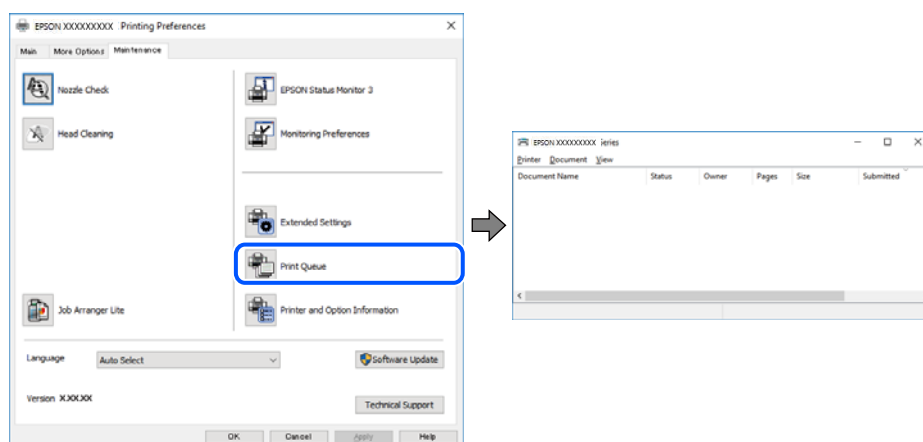 EPSON XXXXXXXXX Printing Preferences
Main More Options Maintenance
Nozzle Check
EPSON Status Monitor 3
Head Cleaning
Monitoring Preferences
Extended Settings
Print Queue
Job Arranger Lite
Printer and Option Information
Language Auto Select Software Update
Version X.XX.XX
Technical Support
OK Cancel Apply Help
EPSON XXXXXXXXX ieries
Printer Document View
Document Name Status Owner Pages Size Submitted